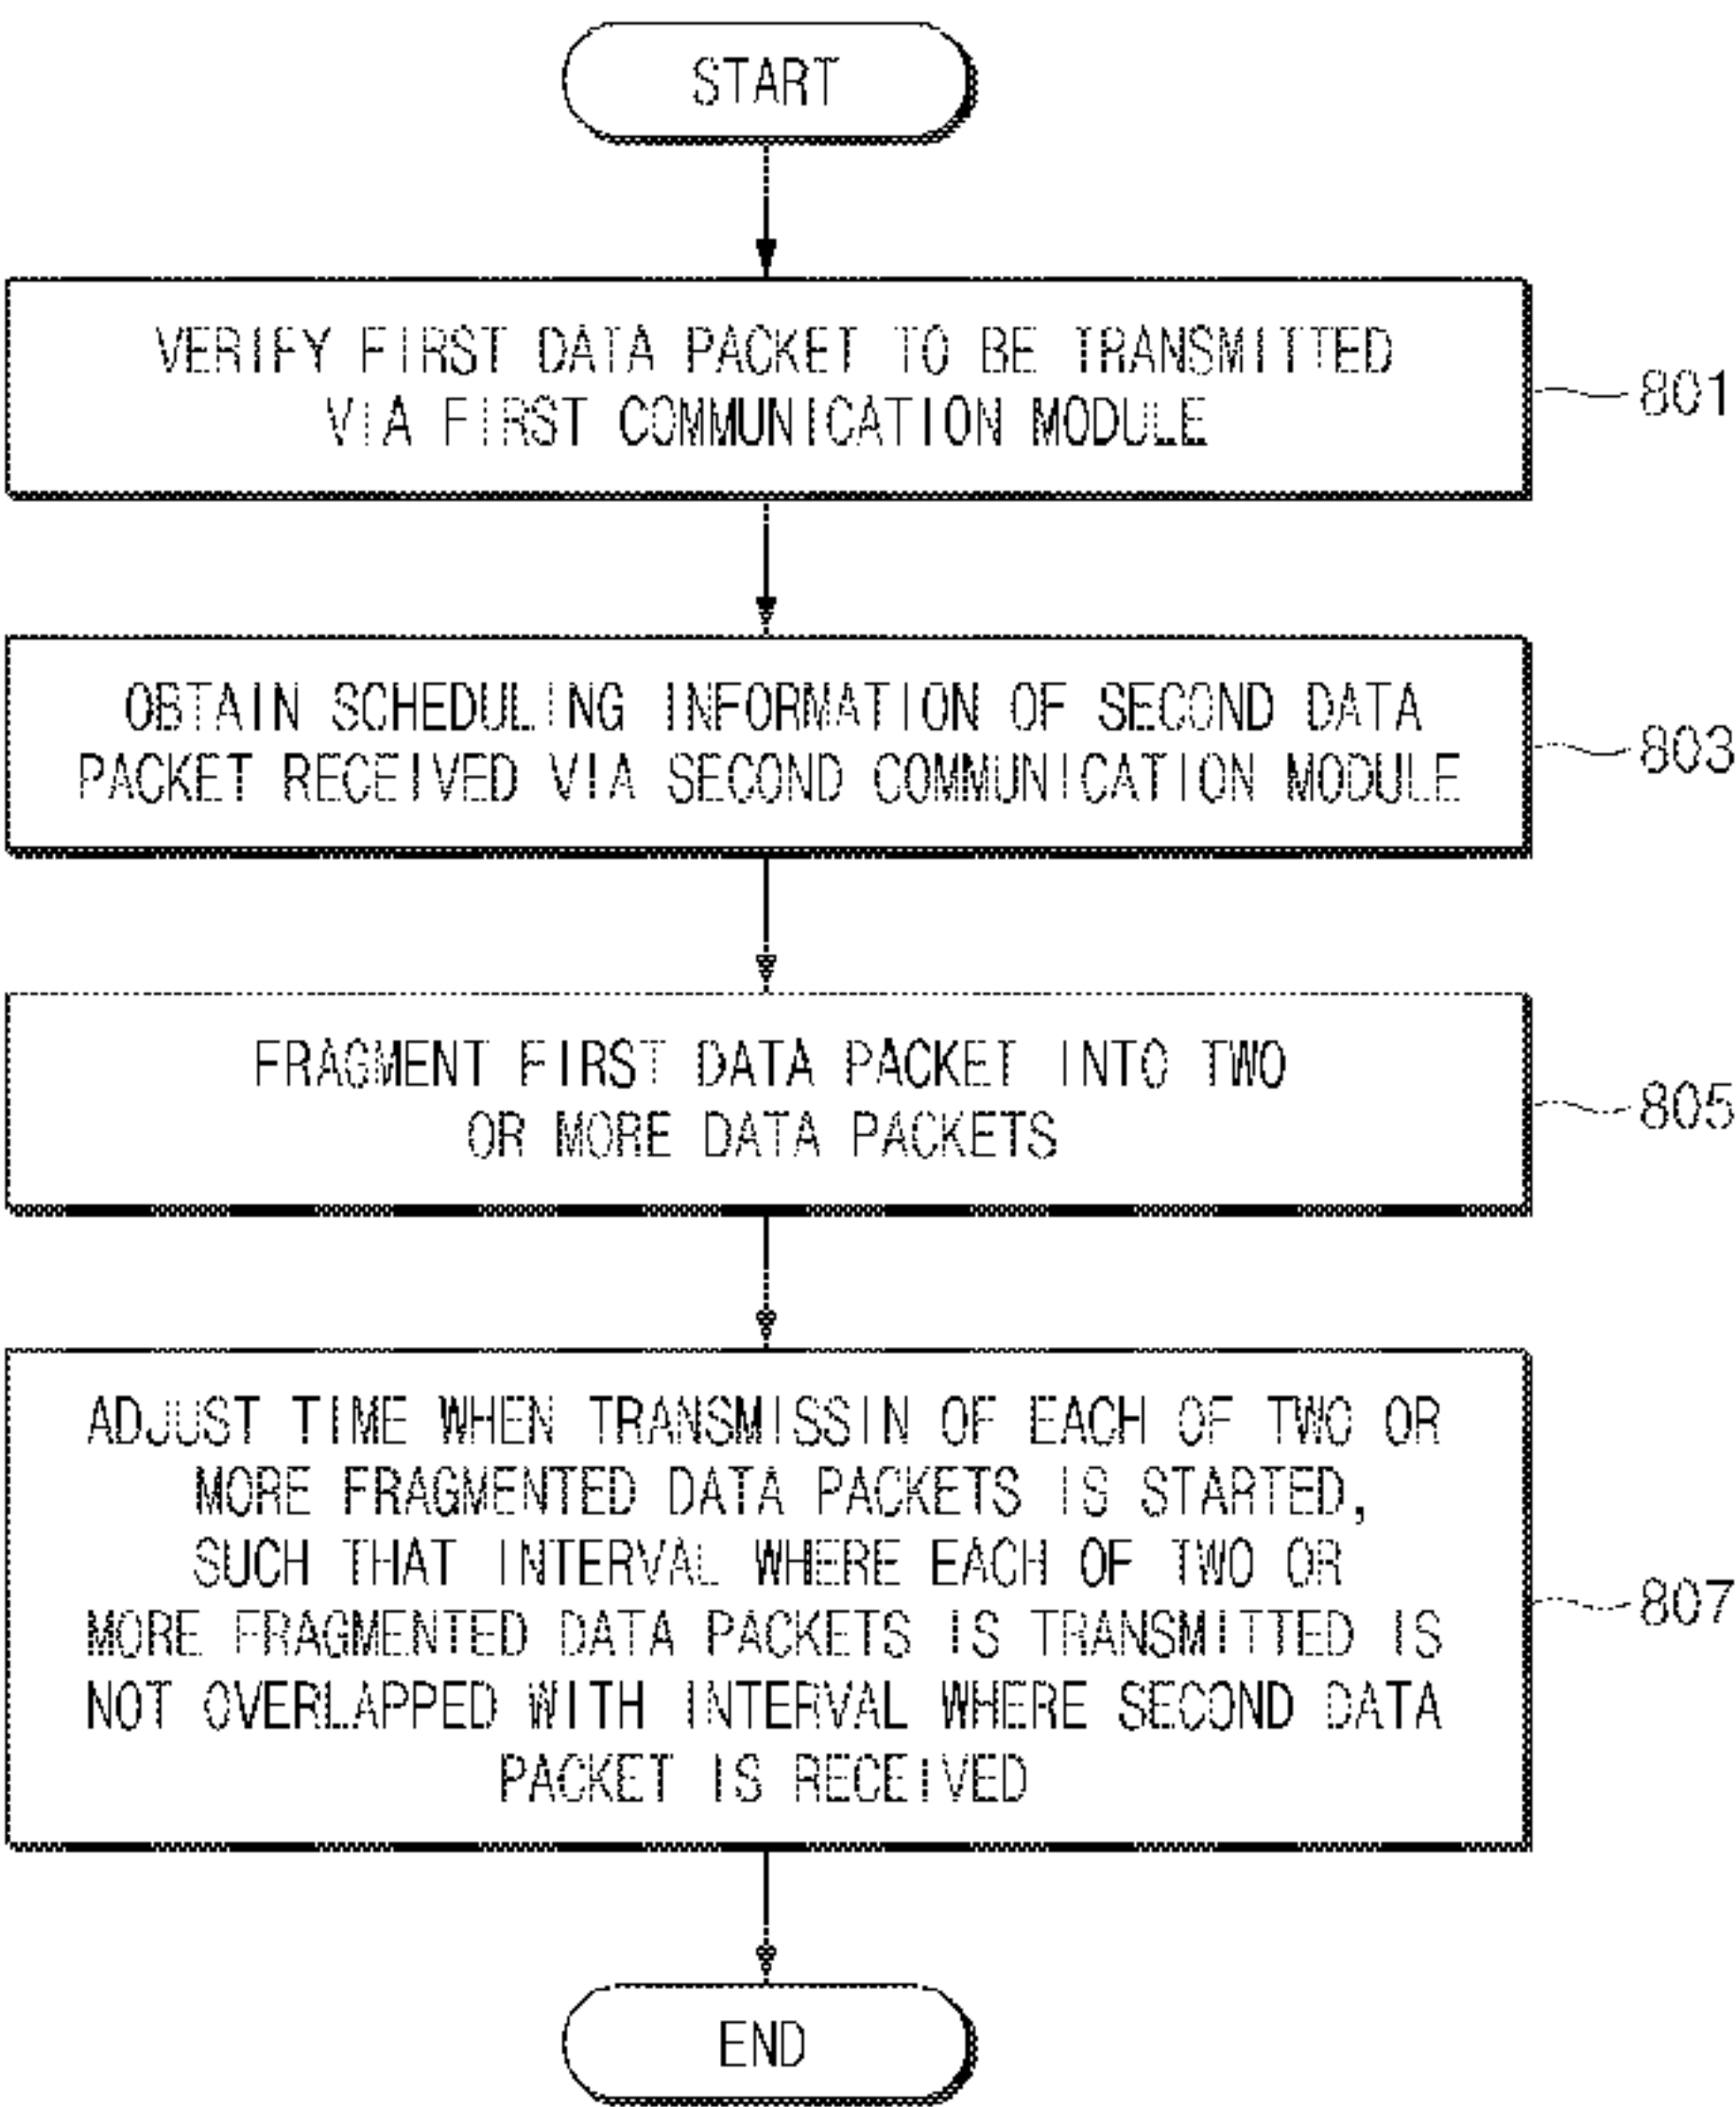 START
VERIFY FIRST DATA PACKET TO BE TRANSMITTED
VIA FIRST COMMUNICATION MODULE
801
OBTAIN SCHEDULING INFORMATION OF SECOND DATA
PACKET RECEIVED VIA SECOND COMMUNICATION MODULE
803
FRAGMENT FIRST DATA PACKET INTO TWO
OR MORE DATA PACKETS
805
ADJUST TIME WHEN TRANSMISSIN OF EACH OF TWO OR
MORE FRAGMENTED DATA PACKETS IS STARTED,
SUCH THAT INTERVAL WHERE EACH OF TWO OR
MORE FRAGMENTED DATA PACKETS IS TRANSMITTED IS
NOT OVERLAPPED WITH INTERVAL WHERE SECOND DATA
PACKET IS RECEIVED
807
END